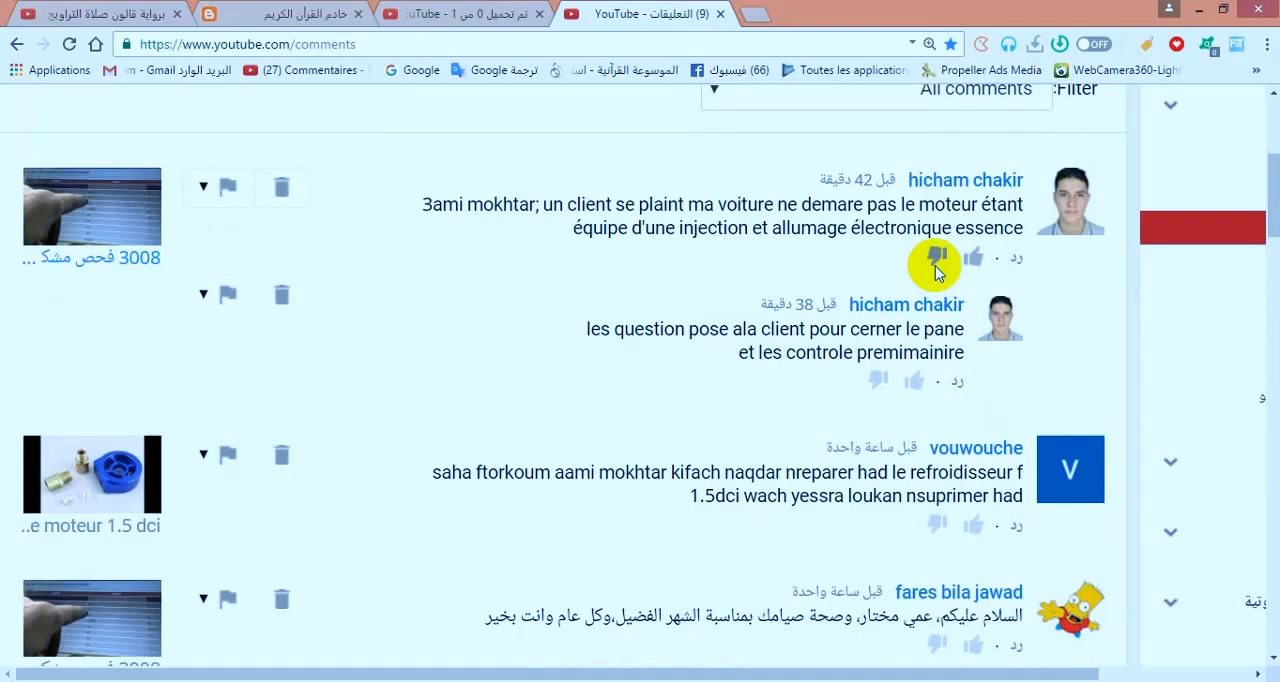 برواية قالون صلاة التراويح
خادم القرآن الكريم
تم تحميل 0 من 1 - uTube
(9) التعليقات - YouTube
https://www.youtube.com/comments
OFF
0
Applications
البريد الوارد - Gmail
(27) Commentaires -
Google
ترجمة Google
الموسوعة القرآنية -
(66) فيسبوك
Toutes les application
Propeller Ads Media
WebCamera360-Ligh
»
Filter:
All comments
hicham chakir
قبل 42 دقيقة
3ami mokhtar; un client se plaint ma voiture ne demare pas le moteur étant
équipe d'une injection et allumage électronique essence
رد
3008 فحص مشك ...
hicham chakir
قبل 38 دقيقة
les question pose ala client pour cerner le pane
et les controle premimainire
رد
vouwouche
قبل ساعة واحدة
V
saha ftorkoum aami mokhtar kifach naqdar nreparer had le refroidisseur f
1.5dci wach yessra loukan nsuprimer had
رد
..e moteur 1.5 dci
fares bila jawad
قبل ساعة واحدة
السلام عليكم، عمي مختار، وصحة صيامك بمناسبة الشهر الفضيل،وكل عام وانت بخير
رد